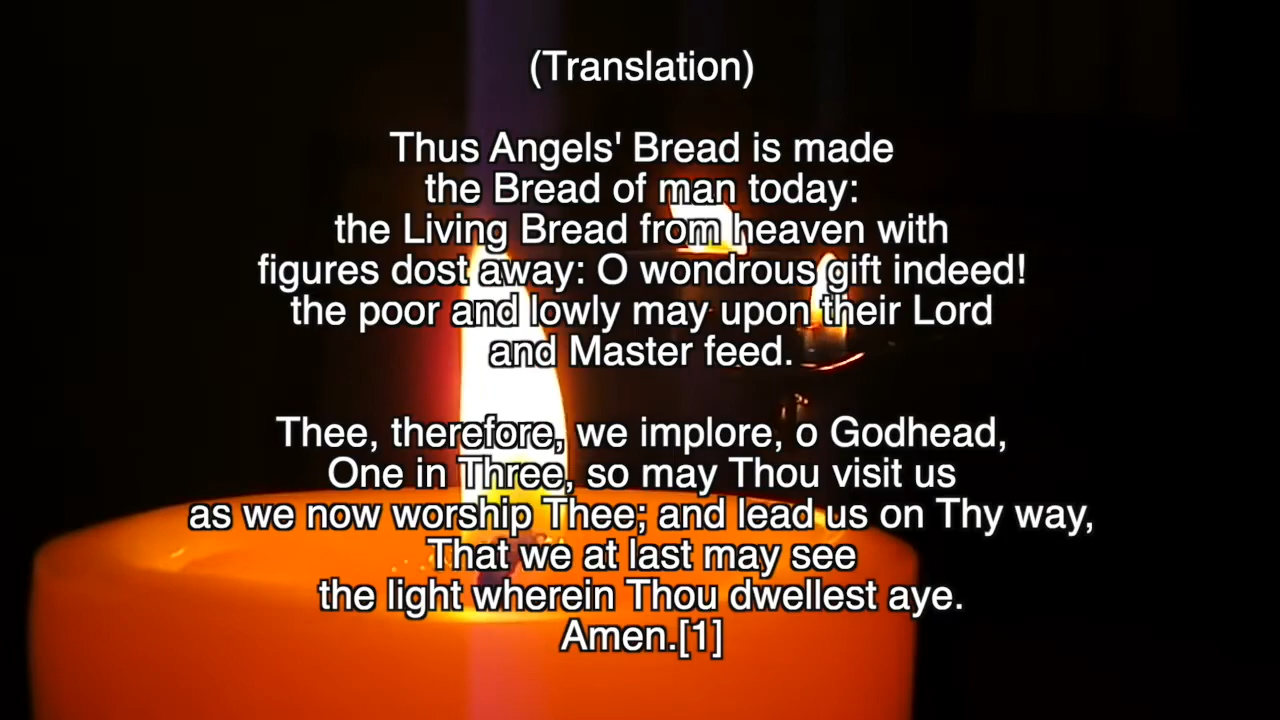 (Translation)
Thus Angels' Bread is made
the Bread of man today:
the Living Bread from heaven with
figures dost away: O wondrous gift indeed!
the poor and lowly may upon their Lord
and Master feed.
Thee, therefore, we implore, o Godhead,
One in Three, so may Thou visit us
as we now worship Thee; and lead us on Thy way,
That we at last may see
the light wherein Thou dwellest aye.
Amen.[1]